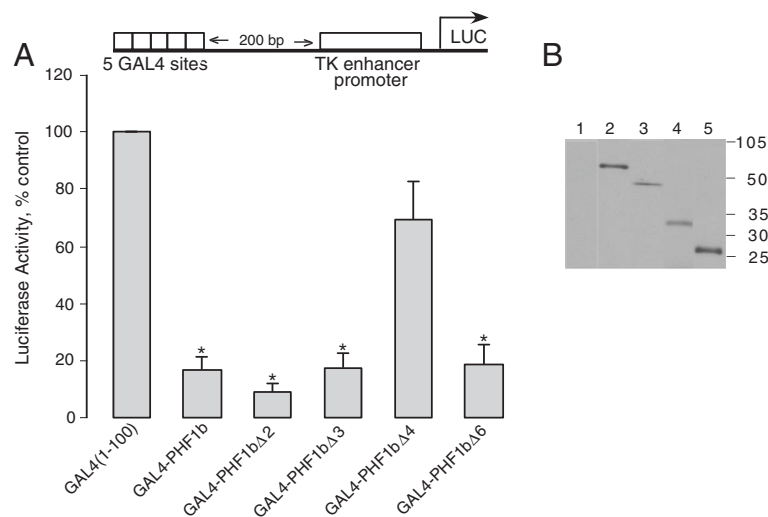 LUC
200 bp
A
5 GAL4 sites
TK enhancer
promoter
B
120
100
80
60
40
20
0
Luciferase Activity, % control
*
*
*
*
GAL4(1-100)
GAL4-PHF1b
GAL4-PHF1bΔ2
GAL4-PHF1bΔ3
GAL4-PHF1bΔ4
GAL4-PHF1bΔ6
1 2 3 4 5
105
50
35
30
25